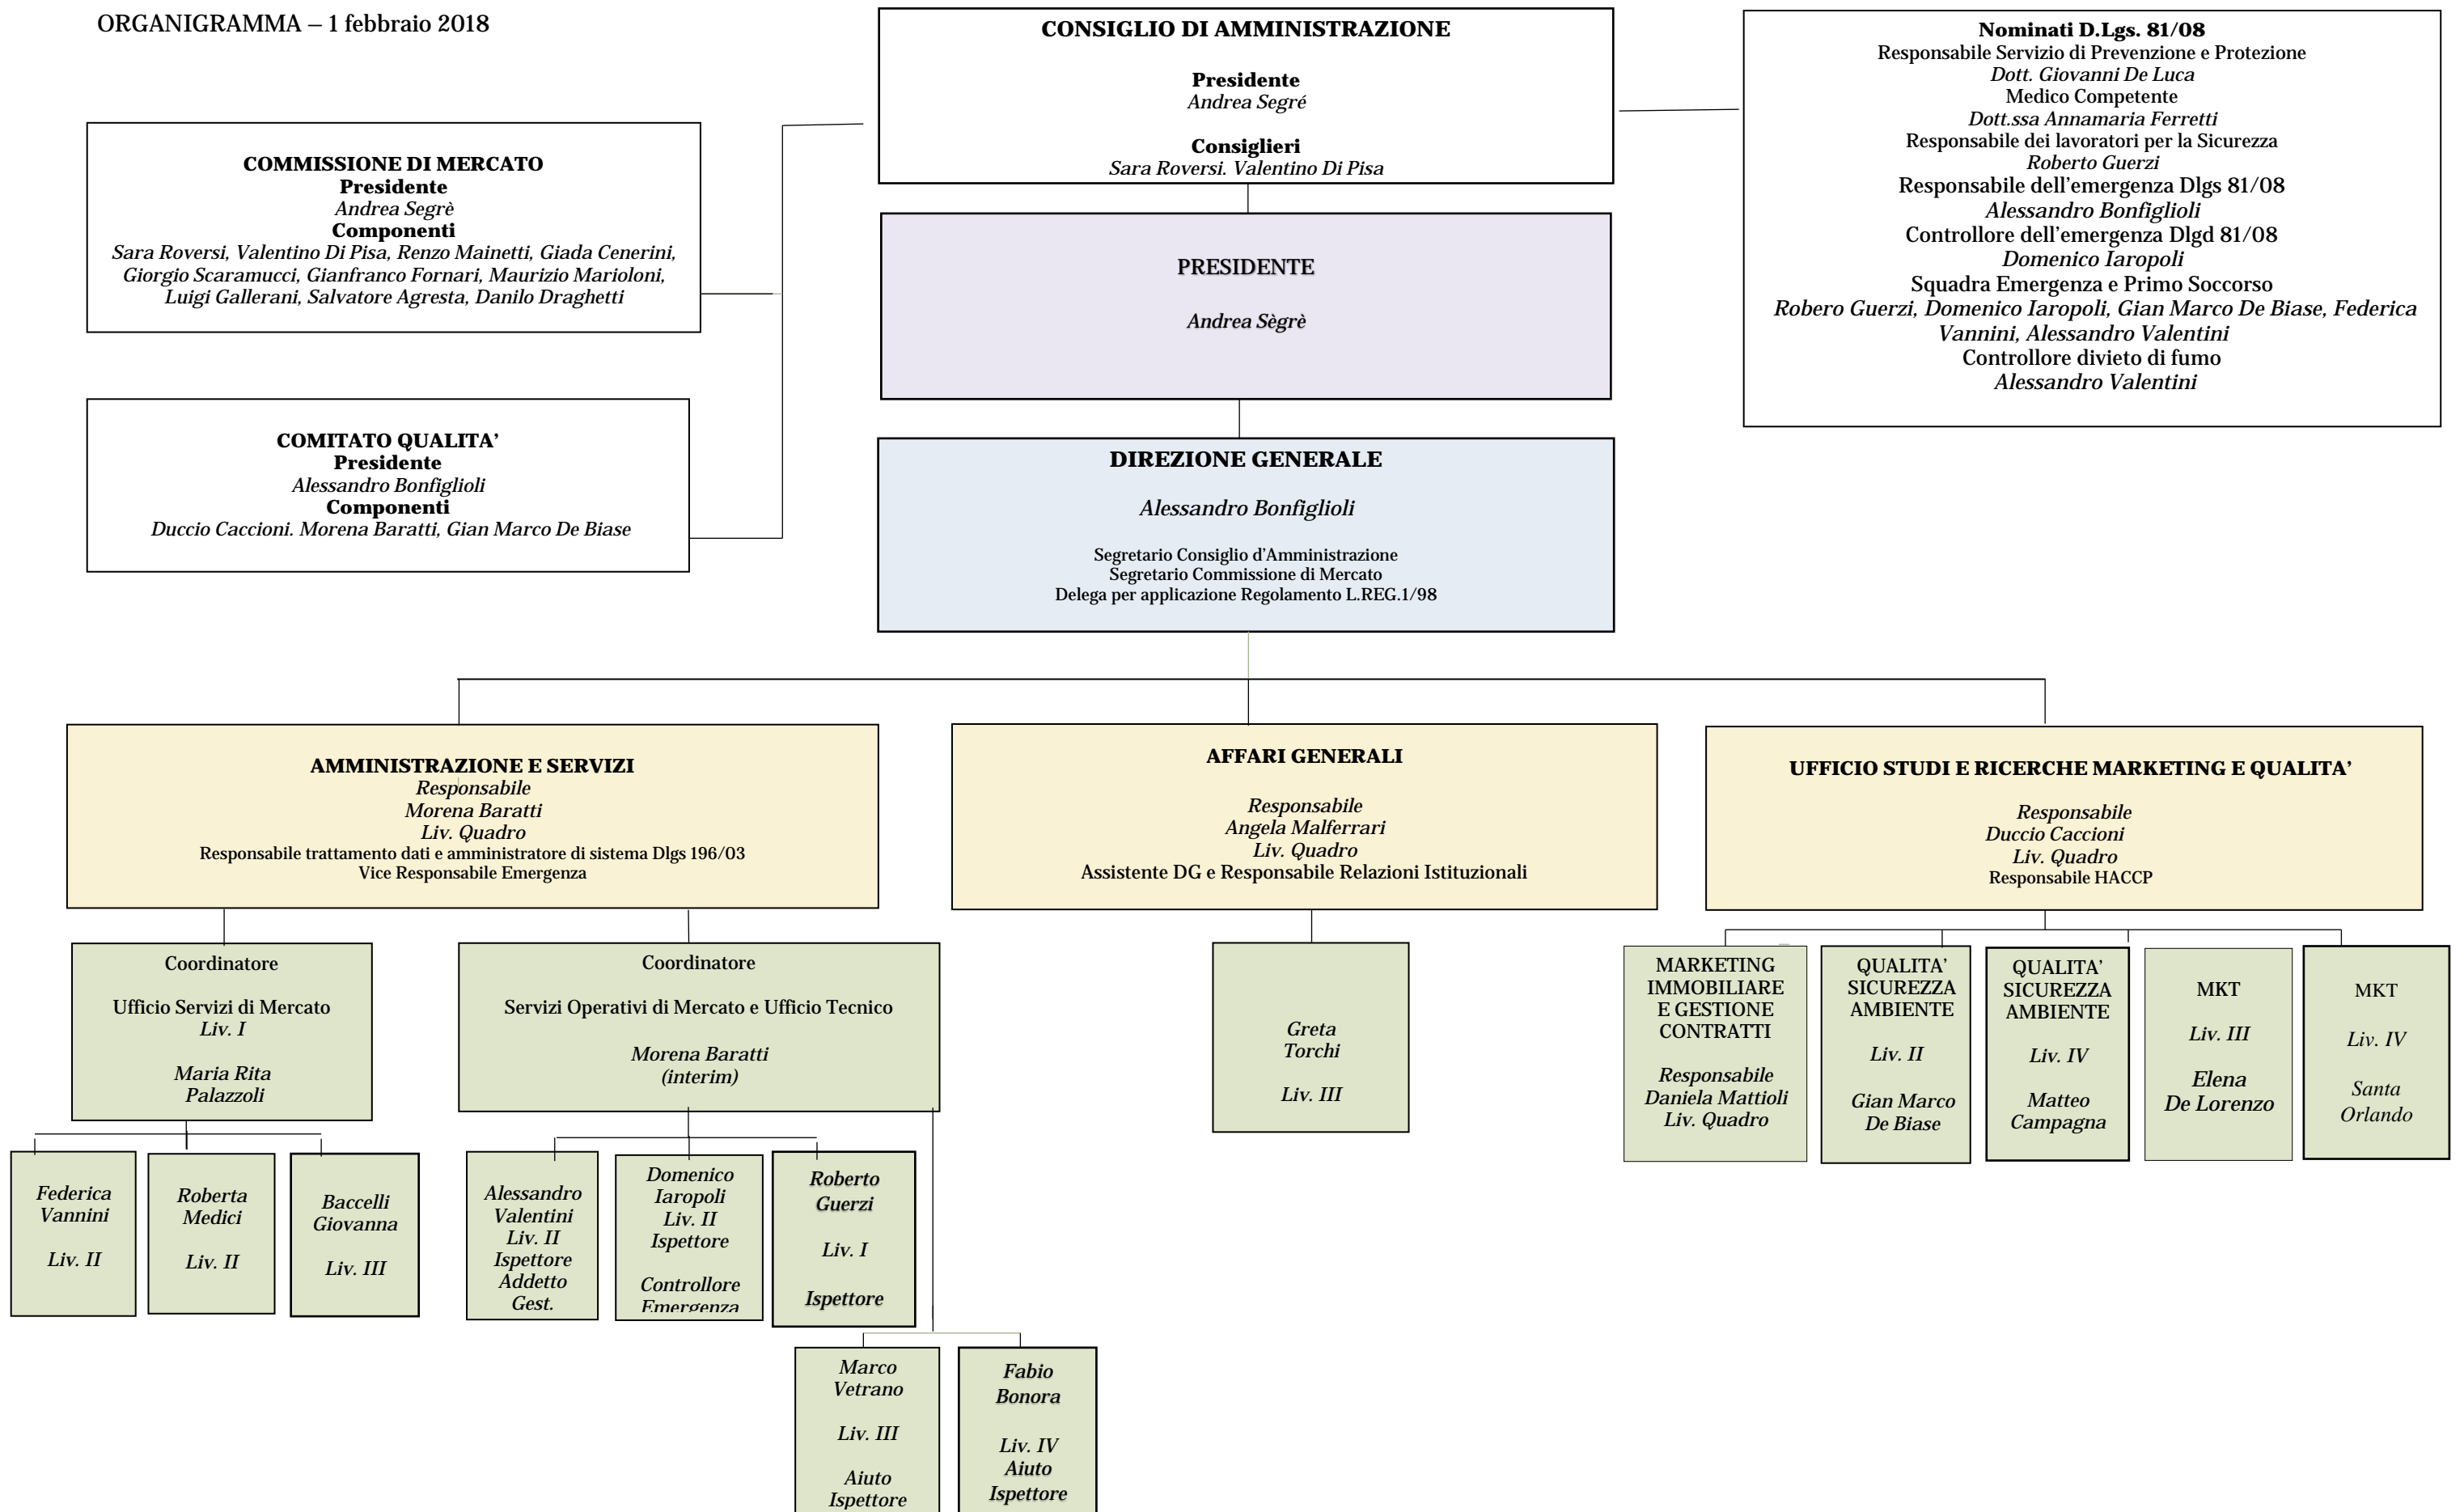 ORGANIGRAMMA – 1 febbraio 2018
CONSIGLIO DI AMMINISTRAZIONE
Presidente
Andrea Segré
Consiglieri
Sara Roversi. Valentino Di Pisa
Nominati D.Lgs. 81/08
Responsabile Servizio di Prevenzione e Protezione
Dott. Giovanni De Luca
Medico Competente
Dott.ssa Annamaria Ferretti
Responsabile dei lavoratori per la Sicurezza
Roberto Guerzi
Responsabile dell'emergenza Dlgs 81/08
Alessandro Bonfiglioli
Controllore dell'emergenza Dlgd 81/08
Domenico Iaropoli
Squadra Emergenza e Primo Soccorso
Robero Guerzi, Domenico Iaropoli, Gian Marco De Biase, Federica
Vannini, Alessandro Valentini
Controllore divieto di fumo
Alessandro Valentini
COMMISSIONE DI MERCATO
Presidente
Andrea Segrè
Componenti
Sara Roversi, Valentino Di Pisa, Renzo Mainetti, Giada Cenerini,
Giorgio Scaramucci, Gianfranco Fornari, Maurizio Marioloni,
Luigi Gallerani, Salvatore Agresta, Danilo Draghetti
PRESIDENTE
Andrea Sègrè
COMITATO QUALITA'
Presidente
Alessandro Bonfiglioli
Componenti
Duccio Caccioni. Morena Baratti, Gian Marco De Biase
DIREZIONE GENERALE
Alessandro Bonfiglioli
Segretario Consiglio d'Amministrazione
Segretario Commissione di Mercato
Delega per applicazione Regolamento L.REG.1/98
AMMINISTRAZIONE E SERVIZI
Responsabile
Morena Baratti
Liv. Quadro
Responsabile trattamento dati e amministratore di sistema Dlgs 196/03
Vice Responsabile Emergenza
AFFARI GENERALI
Responsabile
Angela Malferrari
Liv. Quadro
Assistente DG e Responsabile Relazioni Istituzionali
UFFICIO STUDI E RICERCHE MARKETING E QUALITA'
Responsabile
Duccio Caccioni
Liv. Quadro
Responsabile HACCP
Coordinatore
Ufficio Servizi di Mercato
Liv. I
Maria Rita
Palazzoli
Coordinatore
Servizi Operativi di Mercato e Ufficio Tecnico
Morena Baratti
(interim)
Greta
Torchi
Liv. III
MARKETING
IMMOBILIARE
E GESTIONE
CONTRATTI
Responsabile
Daniela Mattioli
Liv. Quadro
QUALITA'
SICUREZZA
AMBIENTE
Liv. II
Gian Marco
De Biase
QUALITA'
SICUREZZA
AMBIENTE
Liv. IV
Matteo
Campagna
MKT
Liv. III
Elena
De Lorenzo
MKT
Liv. IV
Santa
Orlando
Federica
Vannini
Liv. II
Roberta
Medici
Liv. II
Baccelli
Giovanna
Liv. III
Alessandro
Valentini
Liv. II
Ispettore
Addetto
Gest.
Domenico
Iaropoli
Liv. II
Ispettore
Controllore
Emergenza
Roberto
Guerzi
Liv. I
Ispettore
Marco
Vetrano
Liv. III
Aiuto
Ispettore
Fabio
Bonora
Liv. IV
Aiuto
Ispettore